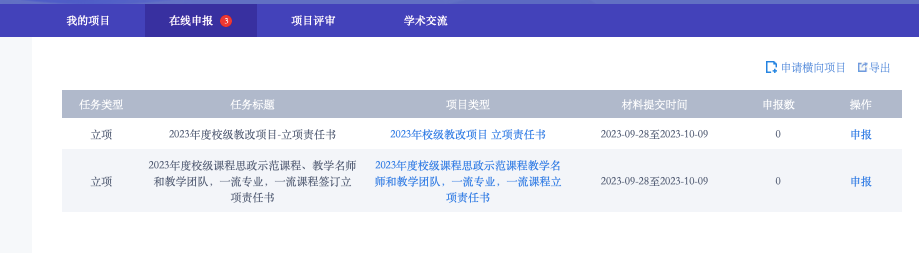 我的项目 在线申报 3 项目评审 学术交流
申请横向项目 导出
任务类型 任务标题 项目类型 材料提交时间 申报数 操作
立项 2023年度校级教改项目-立项责任书 2023年校级教改项目 立项责任书 2023-09-28至2023-10-09 0 申报
2023年度校级课程思政示范课程、教学名师 2023年度校级课程思政示范课程教学名
立项 和教学团队，一流专业，一流课程签订立 师和教学团队，一流专业，一流课程立 2023-09-28至2023-10-09 0 申报
项责任书 项责任书